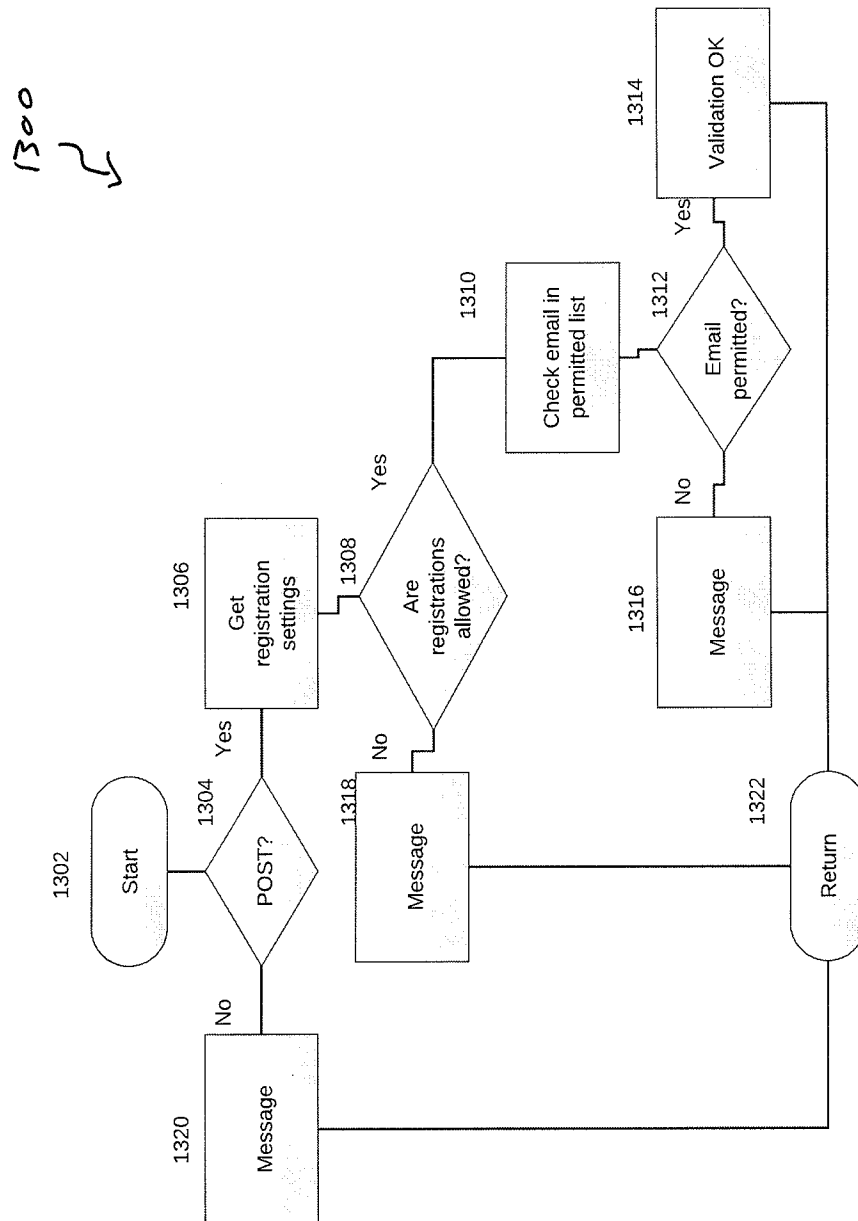 1300
1302
Start
1304
POST?
No
Yes
1320
Message
1306
Get
registration
settings
1308
Are
registrations
allowed?
No
Yes
1318
Message
1310
Check email in
permitted list
1312
Email
permitted?
No
Yes
1316
Message
1314
Validation OK
1322
Return